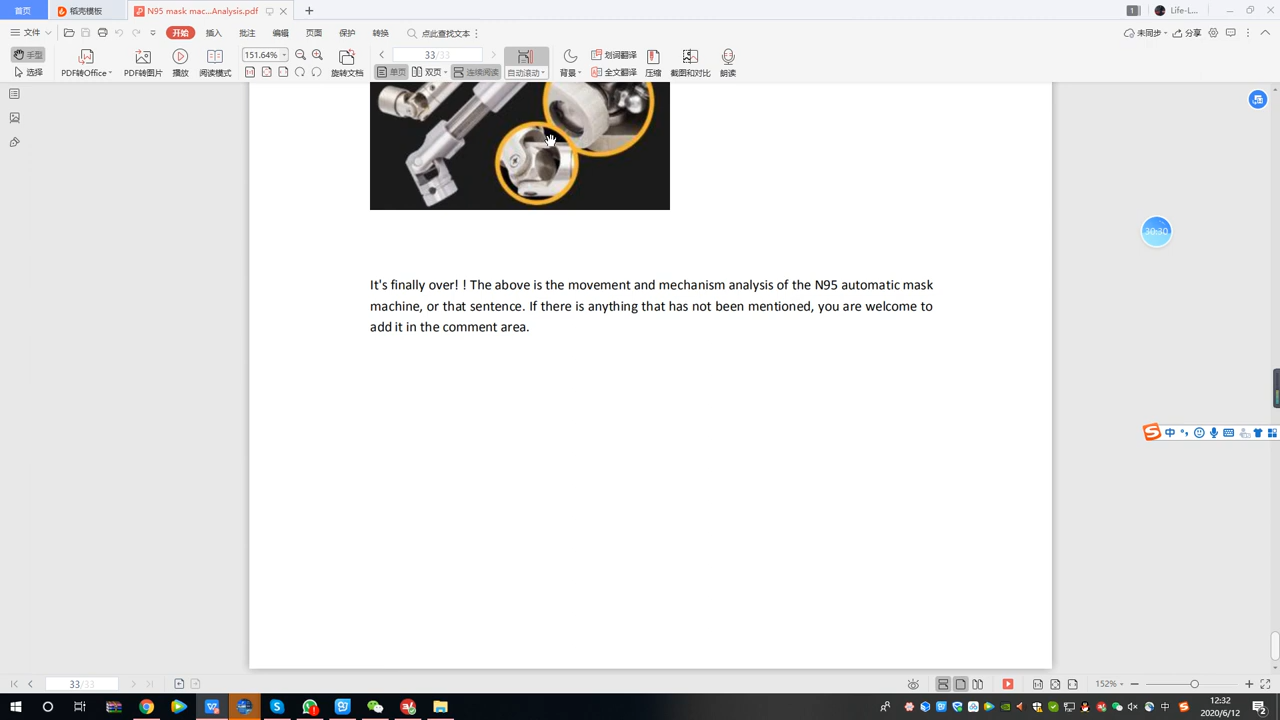 首页
稻壳模板
N95 mask mac...Analysis.pdf
1
Life-L...
文件
开始
插入
批注
编辑
页面
保护
转换
点此查找文本
未同步
分享
手型
选择
PDF转Office
PDF转图片
播放
阅读模式
151.64%
旋转文档
33/33
单页
双页
连续阅读
自动滚动
背景
划词翻译
全文翻译
压缩
截图和对比
朗读
30:30
It's finally over! ! The above is the movement and mechanism analysis of the N95 automatic mask
machine, or that sentence. If there is anything that has not been mentioned, you are welcome to
add it in the comment area.
中
33/33
152%
中
12:32
2020/6/12
2